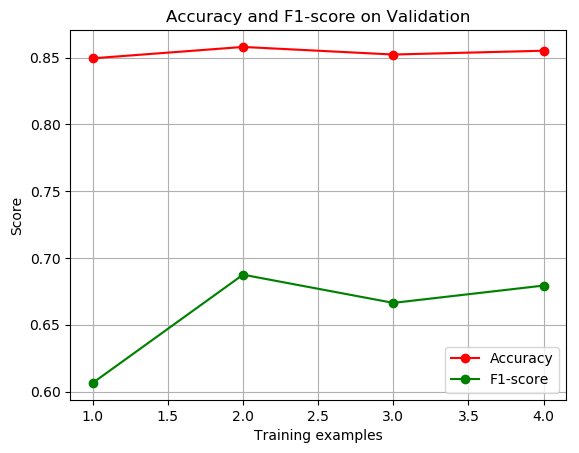 Accuracy and F1-score on Validation
0.85
0.80
0.75
0.70
0.65
0.60
Score
1.0 1.5 2.0 2.5 3.0 3.5 4.0
Training examples
Accuracy
F1-score